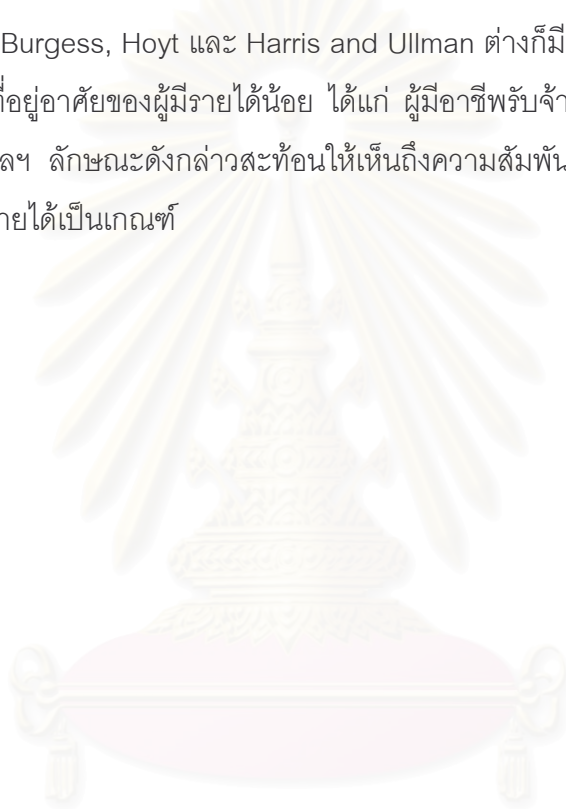 Burgess, Hoyt และ Harris and Ullman ต่างก็มี
ที่อยู่อาศัยของผู้มีรายได้น้อย ได้แก่ ผู้มีอาชีพรับจ้า
ลฯ ลักษณะดังกล่าวสะท้อนให้เห็นถึงความสัมพัน
ายได้เป็นเกณฑ์